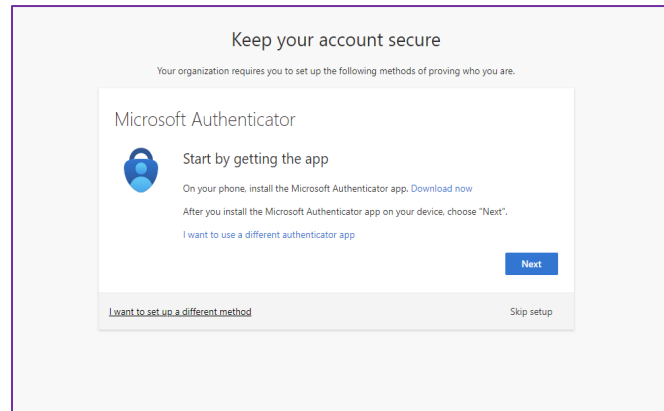 Keep your account secure
Your organization requires you to set up the following methods of proving who you are.
Microsoft Authenticator
Start by getting the app
On your phone, install the Microsoft Authenticator app. Download now
After you install the Microsoft Authenticator app on your device, choose "Next".
I want to use a different authenticator app
Next
I want to set up a different method
Skip setup